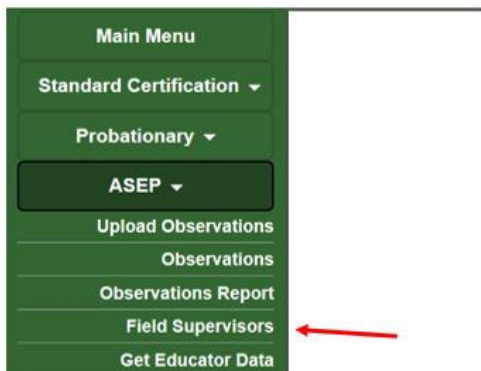 Main Menu
Standard Certification
Probationary
ASEP
Upload Observations
Observations
Observations Report
Field Supervisors
Get Educator Data